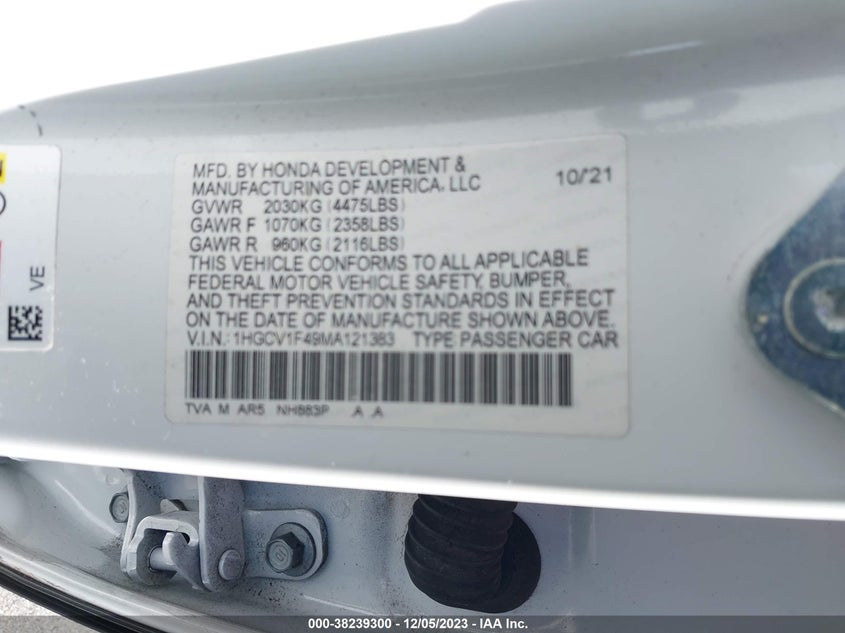 MFD. BY HONDA DEVELOPMENT &
MANUFACTURING OF AMERICA, LLC 10/21
GVWR 2030KG (4475LBS)
GAWR F 1070KG (2358LBS)
GAWR R 960KG (2116LBS)
THIS VEHICLE CONFORMS TO ALL APPLICABLE
FEDERAL MOTOR VEHICLE SAFETY, BUMPER,
AND THEFT PREVENTION STANDARDS IN EFFECT
ON THE DATE OF MANUFACTURE SHOWN ABOVE.
V.I.N.: 1HGCV1F49MA121383 TYPE PASSENGER CAR
TVA M AR5 NH883P A A
VE
000-38239300 - 12/05/2023 - IAAI Inc.